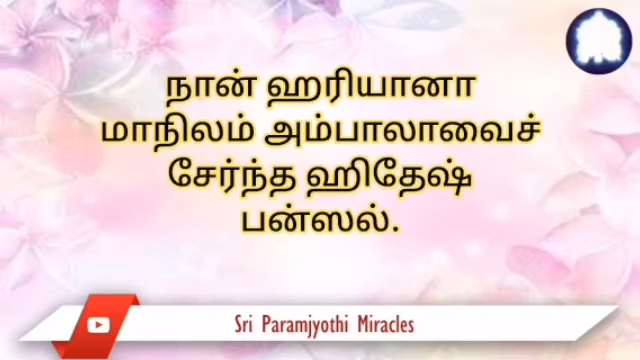 நான் ஹரியானா
மாநிலம் அம்பாலாவைச்
சேர்ந்த ஹிதேஷ்
பன்ஸல்.
Sri Paramjyothi Miracles